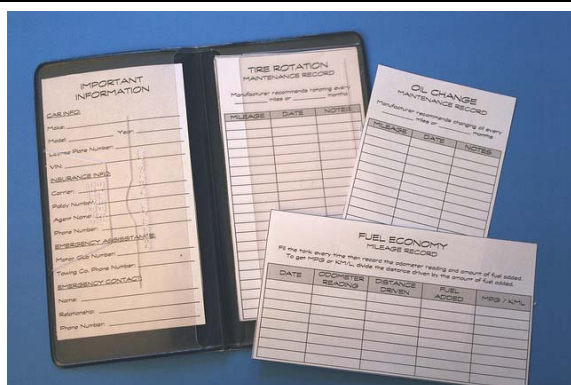 IMPORTANT
INFORMATION
CAR INFO:
Make:
Model: Year:
License Plate Number:
VIN:
INSURANCE INFO:
Carrier:
Policy Number:
Agent Name:
Phone Number:
EMERGENCY ASSISTANCE:
Motor Club Number:
Towing Co. Phone Number:
EMERGENCY CONTACT:
Name:
Relationship:
Phone Number:
TIRE ROTATION
MAINTENANCE RECORD
Manufacturer recommends rotating every
miles or months
MILEAGE DATE NOTES
OIL CHANGE
MAINTENANCE RECORD
Manufacturer recommends changing oil every
miles or months
MILEAGE DATE NOTES
FUEL ECONOMY
MILEAGE RECORD
Fill the tank every time then record the odometer reading and amount of fuel added.
To get MPG or KM/L, divide the distance driven by the amount of fuel added.
DATE ODOMETER READING DISTANCE DRIVEN FUEL ADDED MPG / KML